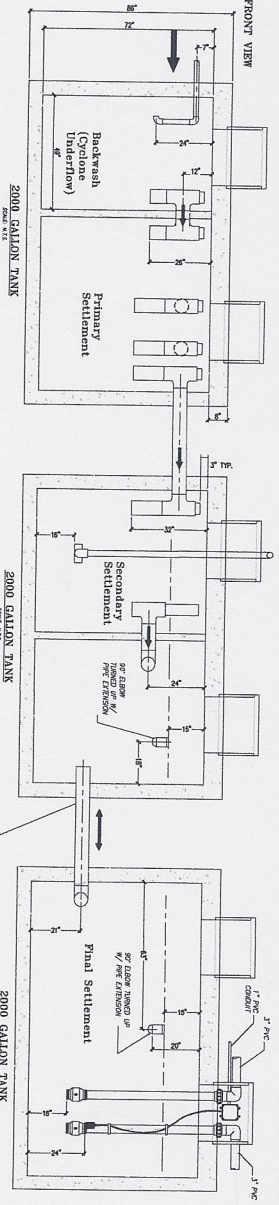 FRONT VIEW
88"
72"
7"
24"
12"
26"
49"
Backwash
(Cyclone
Underflow)
Primary
Settlement
8"
2000 GALLON TANK
SCALE: N.T.S.
3" TYP.
32"
16"
Secondary
Settlement
24"
15"
18"
90° ELBOW
TURNED UP W/
PIPE EXTENSION
2000 GALLON TANK
21"
63"
Final Settlement
15"
20"
90° ELBOW TURNED UP
W/ PIPE EXTENSION
16"
24"
1" PVC
CONDUIT
3" PVC
3" PVC
2000 GALLON TANK